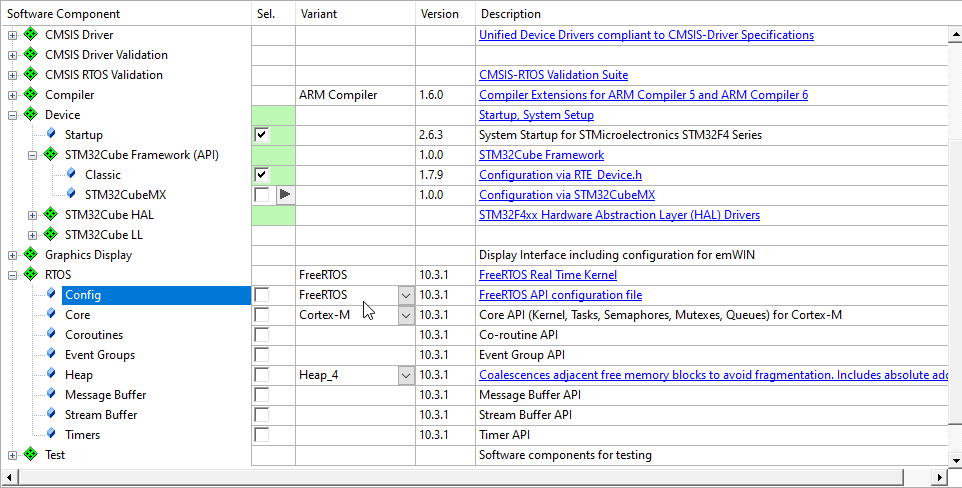 Software Component Sel. Variant Version Description
CMSIS Driver Unified Device Drivers compliant to CMSIS-Driver Specifications
CMSIS Driver Validation
CMSIS RTOS Validation CMSIS-RTOS Validation Suite
Compiler ARM Compiler 1.6.0 Compiler Extensions for ARM Compiler 5 and ARM Compiler 6
Device Startup, System Setup
Startup 2.6.3 System Startup for STMicroelectronics STM32F4 Series
STM32Cube Framework (API) 1.0.0 STM32Cube Framework
Classic 1.7.9 Configuration via RTE_Device.h
STM32CubeMX 1.0.0 Configuration via STM32CubeMX
STM32Cube HAL STM32F4xx Hardware Abstraction Layer (HAL) Drivers
STM32Cube LL
Graphics Display Display Interface including configuration for emWIN
RTOS FreeRTOS 10.3.1 FreeRTOS Real Time Kernel
Config FreeRTOS 10.3.1 FreeRTOS API configuration file
Core Cortex-M 10.3.1 Core API (Kernel, Tasks, Semaphores, Mutexes, Queues) for Cortex-M
Coroutines 10.3.1 Co-routine API
Event Groups 10.3.1 Event Group API
Heap Heap_4 10.3.1 Coalescences adjacent free memory blocks to avoid fragmentation. Includes absolute
Message Buffer 10.3.1 Message Buffer API
Stream Buffer 10.3.1 Stream Buffer API
Timers 10.3.1 Timer API
Test Software components for testing